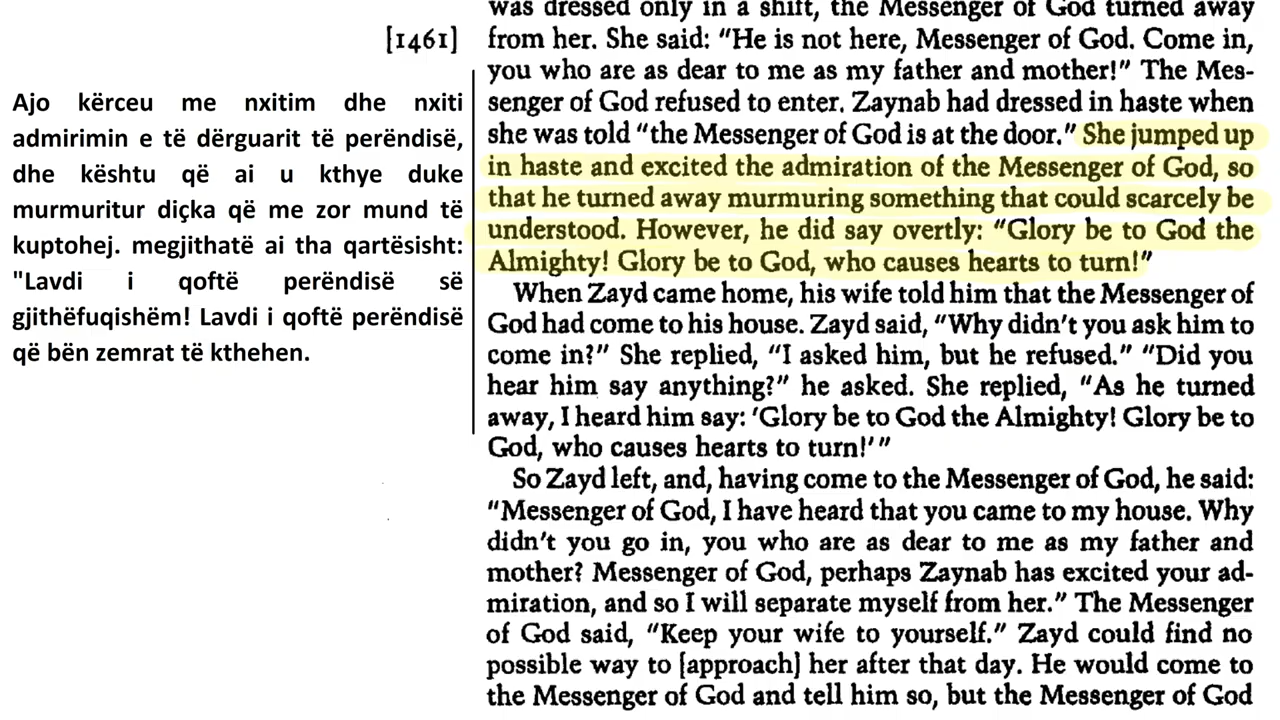 [1461]
Ajo kërceu me nxitim dhe nxiti
admirimin e të dërguarit të perëndisë,
dhe kështu që ai u kthye duke
murmuritur diçka që me zor mund të
kuptohej. megjithatë ai tha qartësisht:
"Lavdi i qoftë perëndisë së
gjithëfuqishëm! Lavdi i qoftë perëndisë
që bën zemrat të kthehen.
was dressed only in a shift, the Messenger of God turned away
from her. She said: "He is not here, Messenger of God. Come in,
you who are as dear to me as my father and mother!" The Mes-
senger of God refused to enter. Zaynab had dressed in haste when
she was told "the Messenger of God is at the door." She jumped up
in haste and excited the admiration of the Messenger of God, so
that he turned away murmuring something that could scarcely be
understood. However, he did say overtly: "Glory be to God the
Almighty! Glory be to God, who causes hearts to turn!"
When Zayd came home, his wife told him that the Messenger of
God had come to his house. Zayd said, "Why didn't you ask him to
come in?" She replied, "I asked him, but he refused." "Did you
hear him say anything?" he asked. She replied, "As he turned
away, I heard him say: 'Glory be to God the Almighty! Glory be to
God, who causes hearts to turn!'"
So Zayd left, and, having come to the Messenger of God, he said:
"Messenger of God, I have heard that you came to my house. Why
didn't you go in, you who are as dear to me as my father and
mother? Messenger of God, perhaps Zaynab has excited your ad-
miration, and so I will separate myself from her." The Messenger
of God said, "Keep your wife to yourself." Zayd could find no
possible way to [approach] her after that day. He would come to
the Messenger of God and tell him so, but the Messenger of God